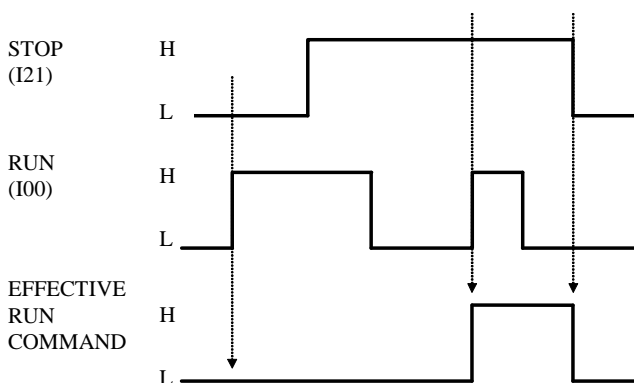 STOP
(I21)
H
L
RUN
(I00)
H
L
EFFECTIVE
RUN
COMMAND
H
L